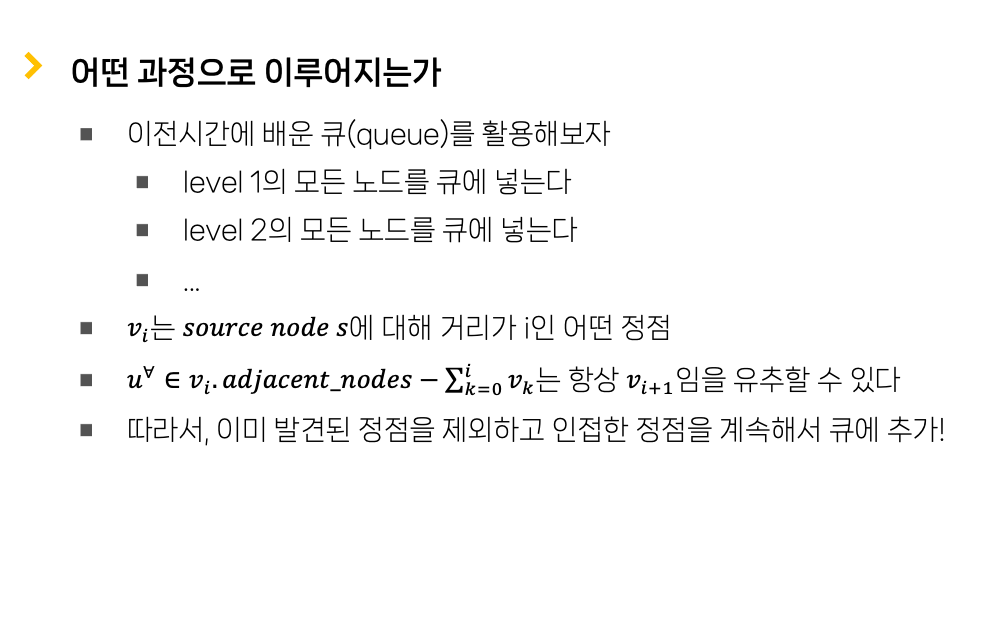 어떤 과정으로 이루어지는가
이전시간에 배운 큐(queue)를 활용해보자
level 1의 모든 노드를 큐에 넣는다
level 2의 모든 노드를 큐에 넣는다
...
𝑣ᵢ는 𝑠𝑜𝑢𝑟𝑐𝑒 𝑛𝑜𝑑𝑒 𝑠에 대해 거리가 i인 어떤 정점
𝑢^∀ ∈ 𝑣ᵢ.𝑎𝑑𝑗𝑎𝑐𝑒𝑛𝑡_𝑛𝑜𝑑𝑒𝑠 − ∑_{𝑘=0}^{𝑖} 𝑣ₖ는 항상 𝑣ᵢ₊₁임을 유추할 수 있다
따라서, 이미 발견된 정점을 제외하고 인접한 정점을 계속해서 큐에 추가!